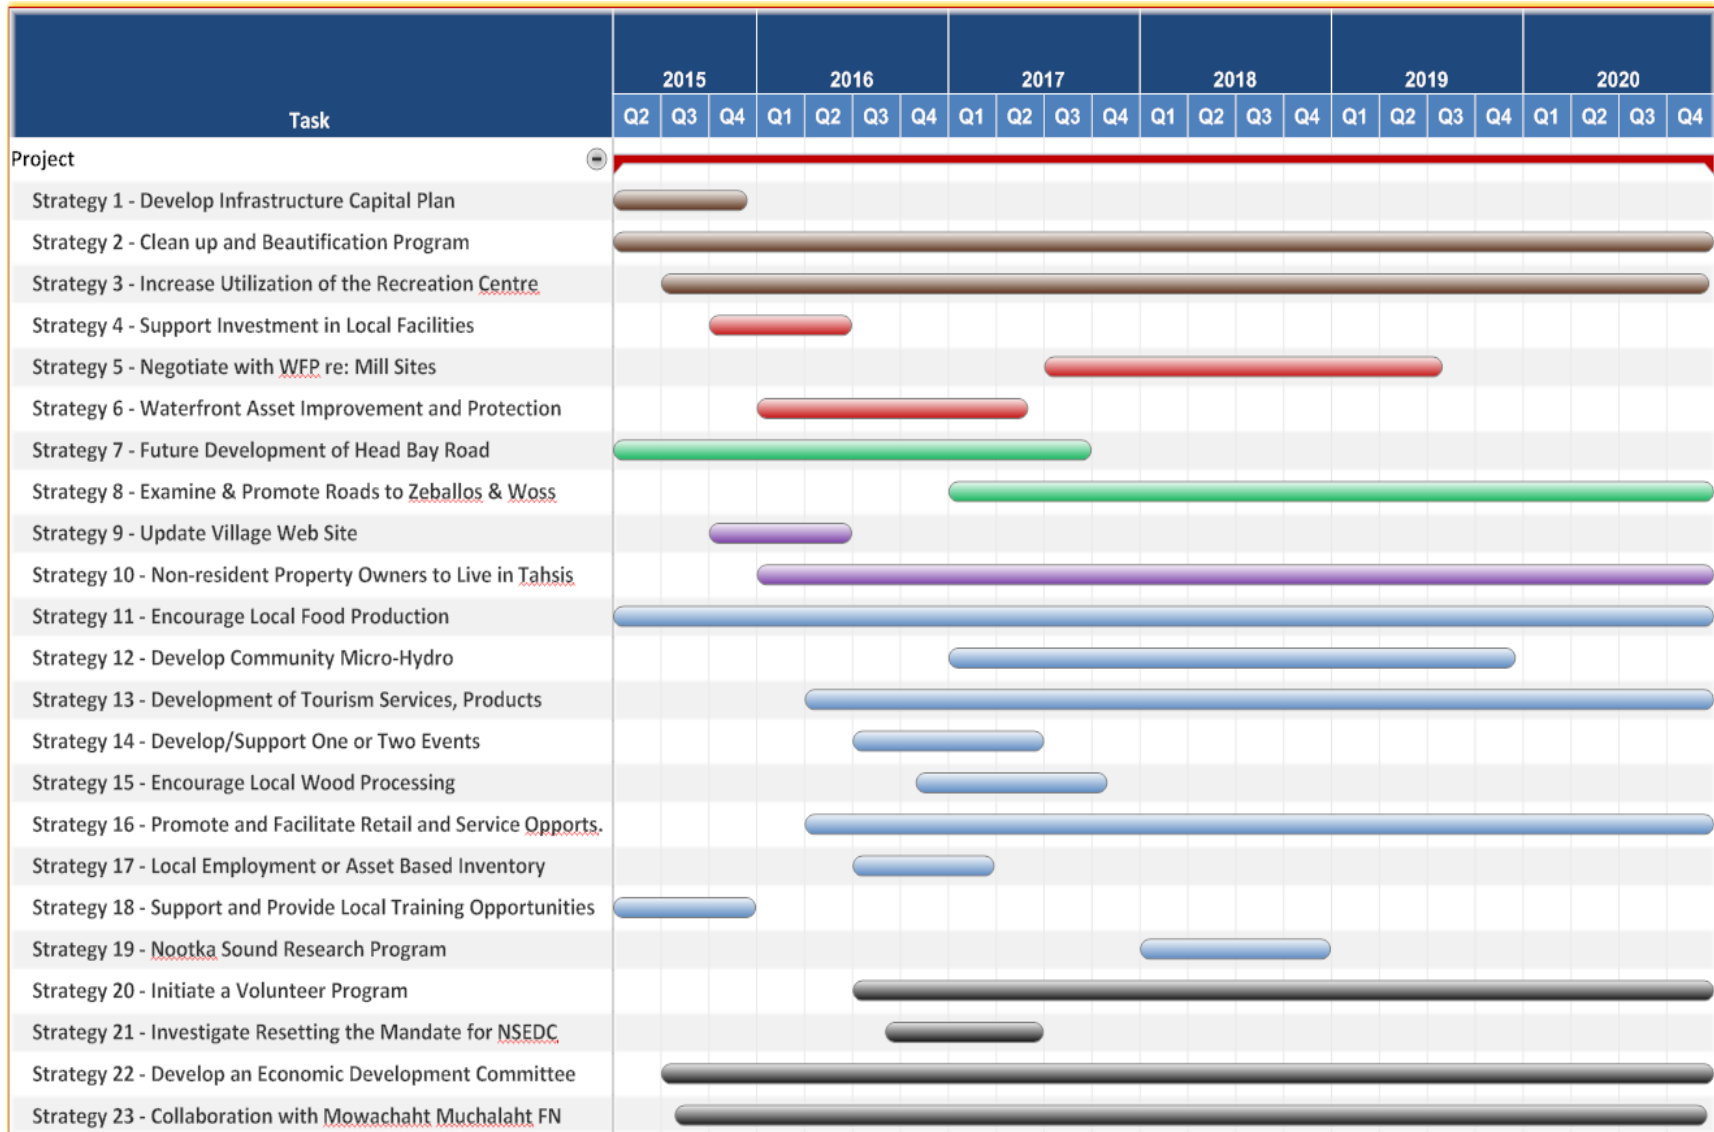 2015 2016 2017 2018 2019 2020
Task Q2 Q3 Q4 Q1 Q2 Q3 Q4 Q1 Q2 Q3 Q4 Q1 Q2 Q3 Q4 Q1 Q2 Q3 Q4 Q1 Q2 Q3 Q4
Project
Strategy 1 - Develop Infrastructure Capital Plan
Strategy 2 - Clean up and Beautification Program
Strategy 3 - Increase Utilization of the Recreation Centre
Strategy 4 - Support Investment in Local Facilities
Strategy 5 - Negotiate with WFP re: Mill Sites
Strategy 6 - Waterfront Asset Improvement and Protection
Strategy 7 - Future Development of Head Bay Road
Strategy 8 - Examine & Promote Roads to Zeballos & Woss
Strategy 9 - Update Village Web Site
Strategy 10 - Non-resident Property Owners to Live in Tahsis
Strategy 11 - Encourage Local Food Production
Strategy 12 - Develop Community Micro-Hydro
Strategy 13 - Development of Tourism Services, Products
Strategy 14 - Develop/Support One or Two Events
Strategy 15 - Encourage Local Wood Processing
Strategy 16 - Promote and Facilitate Retail and Service Opports.
Strategy 17 - Local Employment or Asset Based Inventory
Strategy 18 - Support and Provide Local Training Opportunities
Strategy 19 - Nootka Sound Research Program
Strategy 20 - Initiate a Volunteer Program
Strategy 21 - Investigate Resetting the Mandate for NSEDC
Strategy 22 - Develop an Economic Development Committee
Strategy 23 - Collaboration with Mowachaht Muchalaht FN